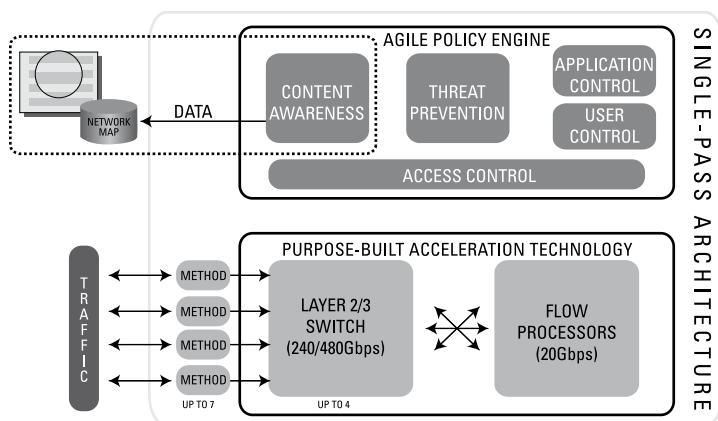 AGILE POLICY ENGINE
CONTENT
AWARENESS
THREAT
PREVENTION
APPLICATION
CONTROL
USER
CONTROL
ACCESS CONTROL
DATA
NETWORK
MAP
SINGLE-PASS ARCHITECTURE
PURPOSE-BUILT ACCELERATION TECHNOLOGY
TRAFFIC
METHOD
METHOD
METHOD
METHOD
UP TO 7
LAYER 2/3
SWITCH
(240/480Gbps)
UP TO 4
FLOW
PROCESSORS
(20Gbps)